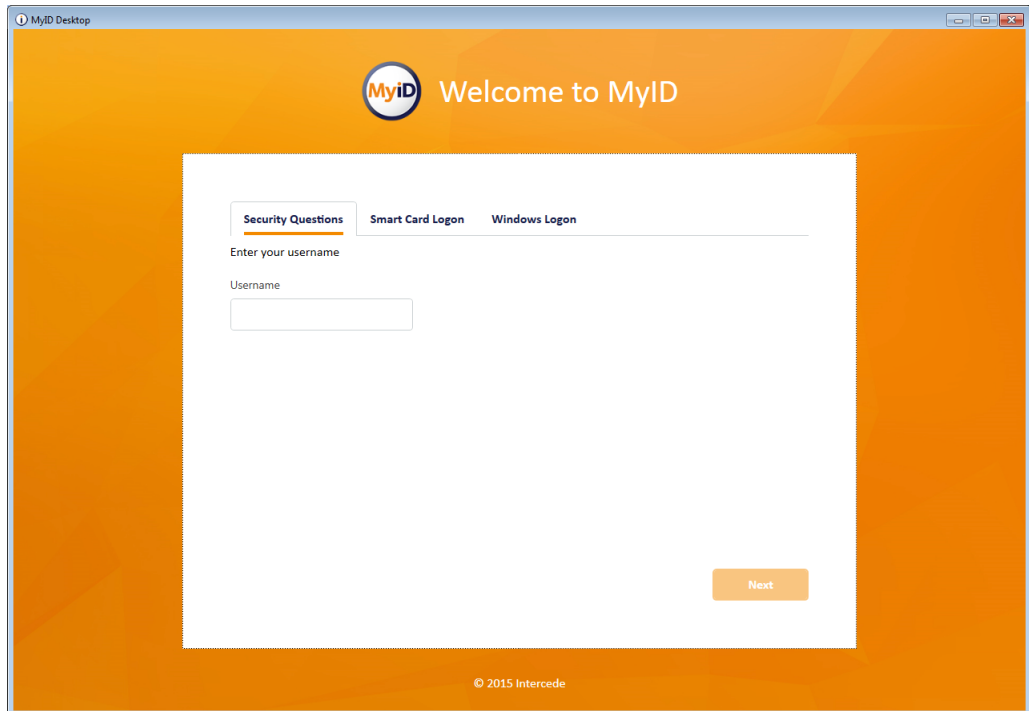 MyID Desktop
MyiD Welcome to MyID
Security Questions Smart Card Logon Windows Logon
Enter your username
Username
Next
© 2015 Intercede